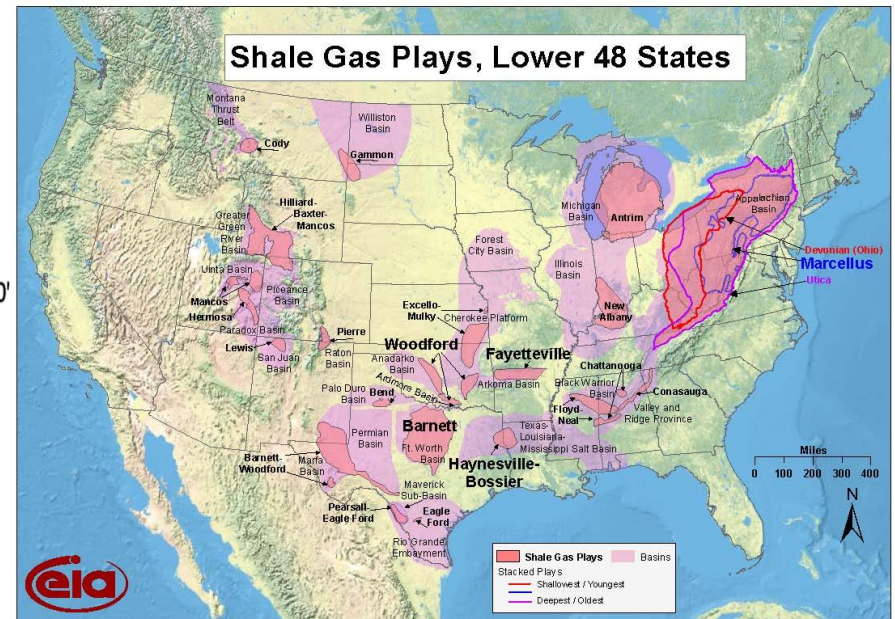 Shale Gas Plays, Lower 48 States
Montana
Thrust
Belt
Cody
Williston
Basin
Gammon
Hilliard-
Baxter-
Mancos
Greater
Green
River
Basin
Uinta Basin
Piceance
Basin
Mancos
Hermosa
Paradox Basin
Lewis
San Juan
Basin
Pierre
Raton
Basin
Michigan
Basin
Antrim
Appalachian
Basin
Devonian (Ohio)
Marcellus
Utica
Forest
City Basin
Illinois
Basin
New
Albany
Excello-
Mulky
Cherokee Platform
Woodford
Anadarko
Basin
Ardmore Basin
Fayetteville
Arkoma Basin
Chattanooga
Black Warrior
Basin
Conasauga
Floyd-
Neal
Valley and
Ridge Province
Palo Duro
Basin
Bend
Barnett
Ft. Worth
Basin
Permian
Basin
Barnett-
Woodford
Marfa
Basin
Texas-
Louisiana-
Mississippi Salt Basin
Haynesville-
Bossier
Maverick
Sub-Basin
Pearsall-
Eagle Ford
Eagle
Ford
Rio Grande
Embayment
Miles
0 100 200 300 400
N
Shale Gas Plays
Basins
Stacked Plays
Shallowest / Youngest
Deepest / Oldest
eia
0'